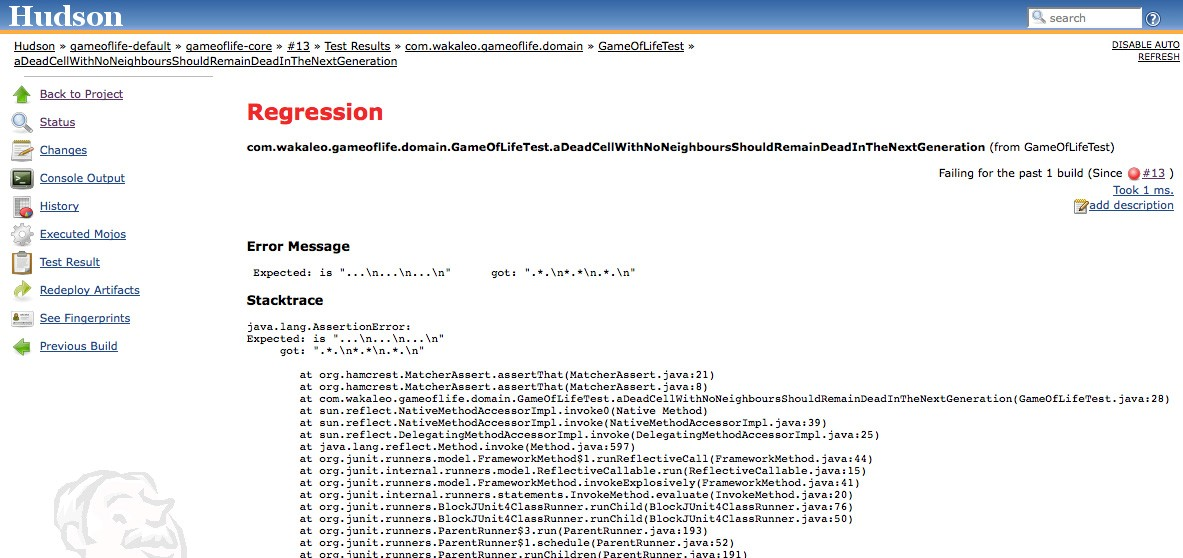 Hudson
search
?
Hudson » gameoflife-default » gameoflife-core » #13 » Test Results » com.wakaleo.gameoflife.domain » GameOfLifeTest »
aDeadCellWithNoNeighboursShouldRemainDeadInTheNextGeneration
DISABLE AUTO
REFRESH
Back to Project
Status
Changes
Console Output
History
Executed Mojos
Test Result
Redeploy Artifacts
See Fingerprints
Previous Build
Regression
com.wakaleo.gameoflife.domain.GameOfLifeTest.aDeadCellWithNoNeighboursShouldRemainDeadInTheNextGeneration (from GameOfLifeTest)
Failing for the past 1 build (Since #13 )
Took 1 ms.
add description
Error Message
Expected: is "...\n...\n...\n" got: ".*.\n*.*\n.*.\n"
Stacktrace
java.lang.AssertionError:
Expected: is "...\n...\n...\n"
got: ".*.\n*.*\n.*.\n"
at org.hamcrest.MatcherAssert.assertThat(MatcherAssert.java:21)
at org.hamcrest.MatcherAssert.assertThat(MatcherAssert.java:8)
at com.wakaleo.gameoflife.domain.GameOfLifeTest.aDeadCellWithNoNeighboursShouldRemainDeadInTheNextGeneration(GameOfLifeTest.java:28)
at sun.reflect.NativeMethodAccessorImpl.invoke0(Native Method)
at sun.reflect.NativeMethodAccessorImpl.invoke(NativeMethodAccessorImpl.java:39)
at sun.reflect.DelegatingMethodAccessorImpl.invoke(DelegatingMethodAccessorImpl.java:25)
at java.lang.reflect.Method.invoke(Method.java:597)
at org.junit.runners.model.FrameworkMethod$1.runReflectiveCall(FrameworkMethod.java:44)
at org.junit.internal.runners.model.ReflectiveCallable.run(ReflectiveCallable.java:15)
at org.junit.runners.model.FrameworkMethod.invokeExplosively(FrameworkMethod.java:41)
at org.junit.internal.runners.statements.InvokeMethod.evaluate(InvokeMethod.java:20)
at org.junit.runners.BlockJUnit4ClassRunner.runChild(BlockJUnit4ClassRunner.java:76)
at org.junit.runners.BlockJUnit4ClassRunner.runChild(BlockJUnit4ClassRunner.java:50)
at org.junit.runners.ParentRunner$3.run(ParentRunner.java:193)
at org.junit.runners.ParentRunner$1.schedule(ParentRunner.java:52)
at org.junit.runners.ParentRunner.runChildren(ParentRunner.java:191)